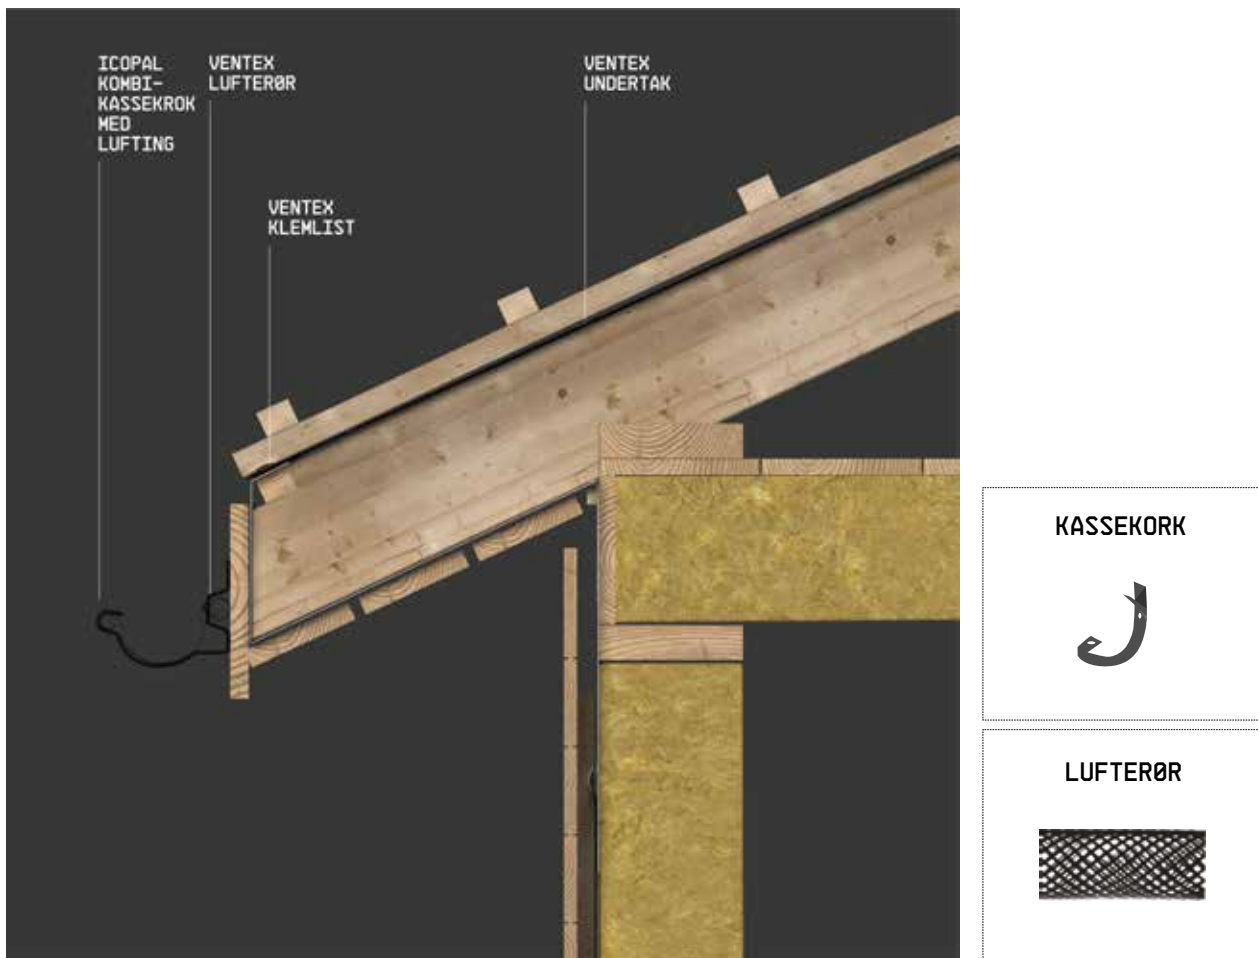 ICOPAL
KOMBI-
KASSEKROK
MED
LUFTING
VENTEX
LUFTERØR
VENTEX
UNDERTAK
VENTEX
KLEMLIST
KASSEKORK
LUFTERØR